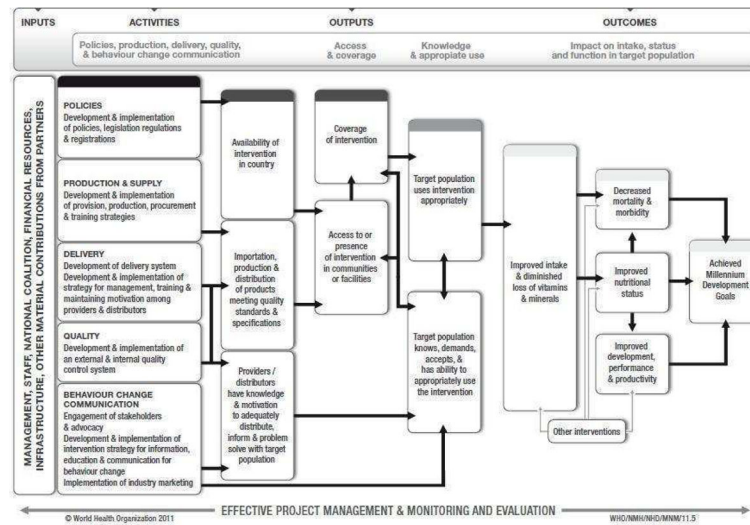 INPUTS
ACTIVITIES
OUTPUTS
OUTCOMES
Policies, production, delivery, quality,
& behaviour change communication
Access
& coverage
Knowledge
& appropiate use
Impact on intake, status
and function in target population
MANAGEMENT, STAFF, NATIONAL COALITION, FINANCIAL RESOURCES,
INFRASTRUCTURE, OTHER MATERIAL CONTRIBUTIONS FROM PARTNERS
POLICIES
Development & implementation
of policies, legislation regulations
& registrations
PRODUCTION & SUPPLY
Development & implementation
of provision, production, procurement
& training strategies
DELIVERY
Development of delivery system
Development & implementation of
strategy for management, training &
maintaining motivation among
providers & distributors
QUALITY
Development & implementation of
an external & internal quality
control system
BEHAVIOUR CHANGE
COMMUNICATION
Engagement of stakeholders
& advocacy
Development & implementation of
intervention strategy for information,
education & communication for
behaviour change
Implementation of industry marketing
Availability of
intervention
in country
Importation,
production &
distribution
of products
meeting quality
standards &
specifications
Providers /
distributors
have knowledge
& motivation
to adequately
distribute,
inform & problem
solve with target
population
Coverage
of intervention
Access to or
presence
of intervention
in communities
or facilities
Target population
uses intervention
appropriately
Target population
knows, demands,
accepts, &
has ability to
appropriately use
the intervention
Improved intake
& diminished
loss of vitamins
& minerals
Decreased
mortality &
morbidity
Improved
nutritional
status
Improved
development,
performance
& productivity
Achieved
Millennium
Development
Goals
Other interventions
EFFECTIVE PROJECT MANAGEMENT & MONITORING AND EVALUATION
© World Health Organization 2011
WHO/NMH/NHD/MNM/11.5